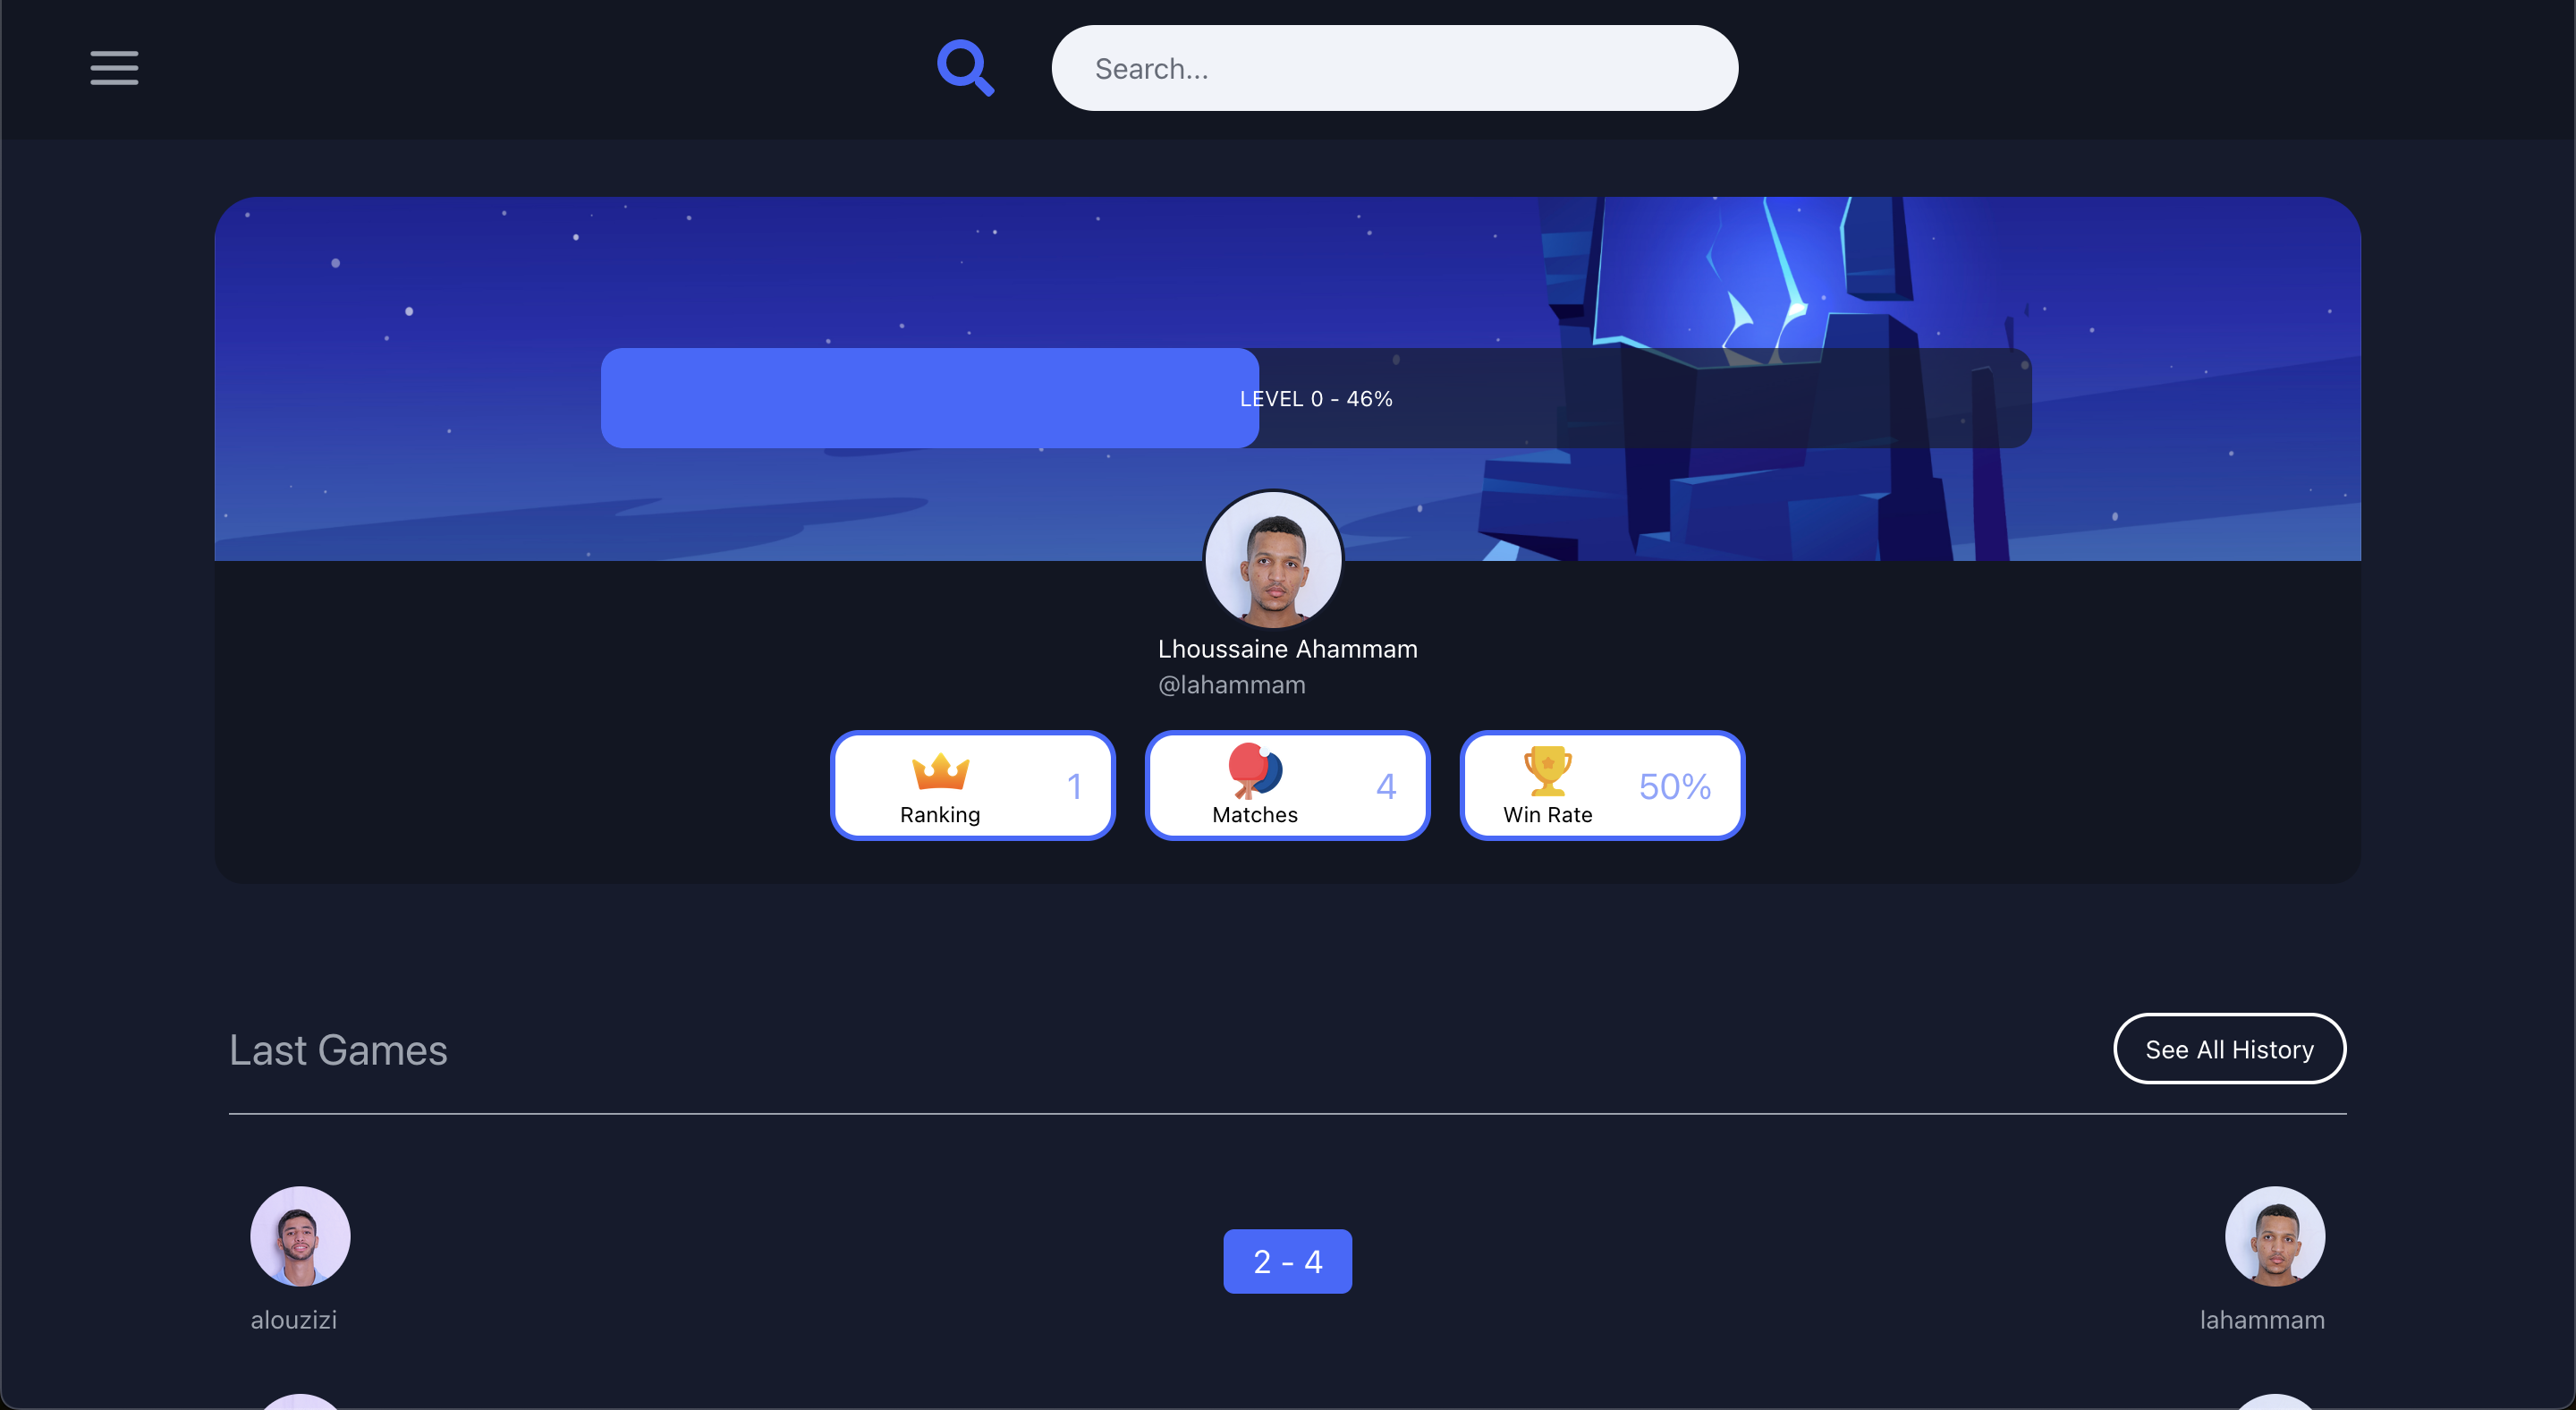 Search...
LEVEL 0 - 46%
Lhoussaine Ahammam
@lahammam
Ranking
1
Matches
4
Win Rate
50%
Last Games
See All History
alouzizi
2 - 4
lahammam